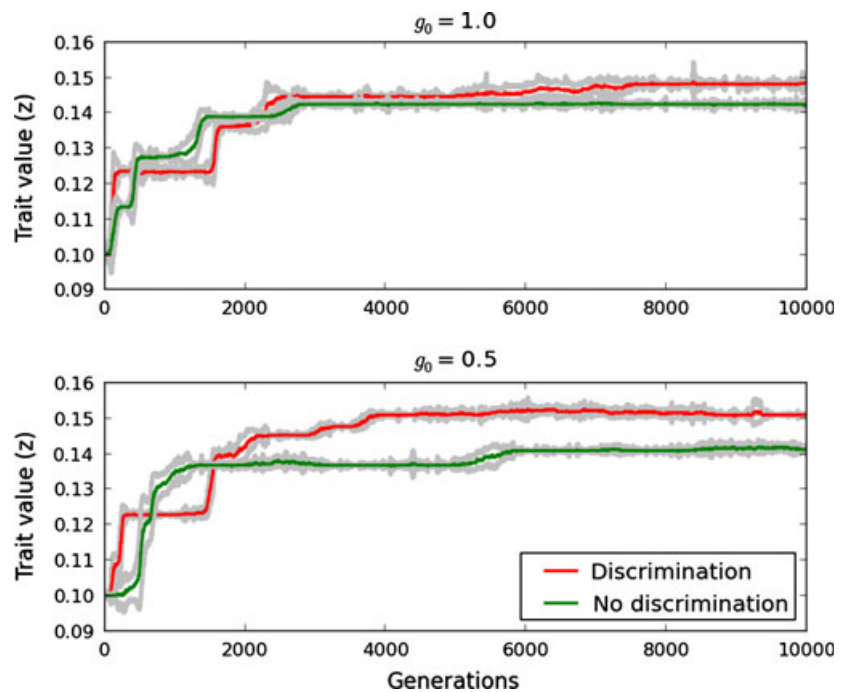 g₀ = 1.0
0.16
0.15
0.14
0.13
0.12
0.11
0.10
0.09
Trait value (z)
0 2000 4000 6000 8000 10000
g₀ = 0.5
0.16
0.15
0.14
0.13
0.12
0.11
0.10
0.09
Trait value (z)
Discrimination
No discrimination
0 2000 4000 6000 8000 10000
Generations